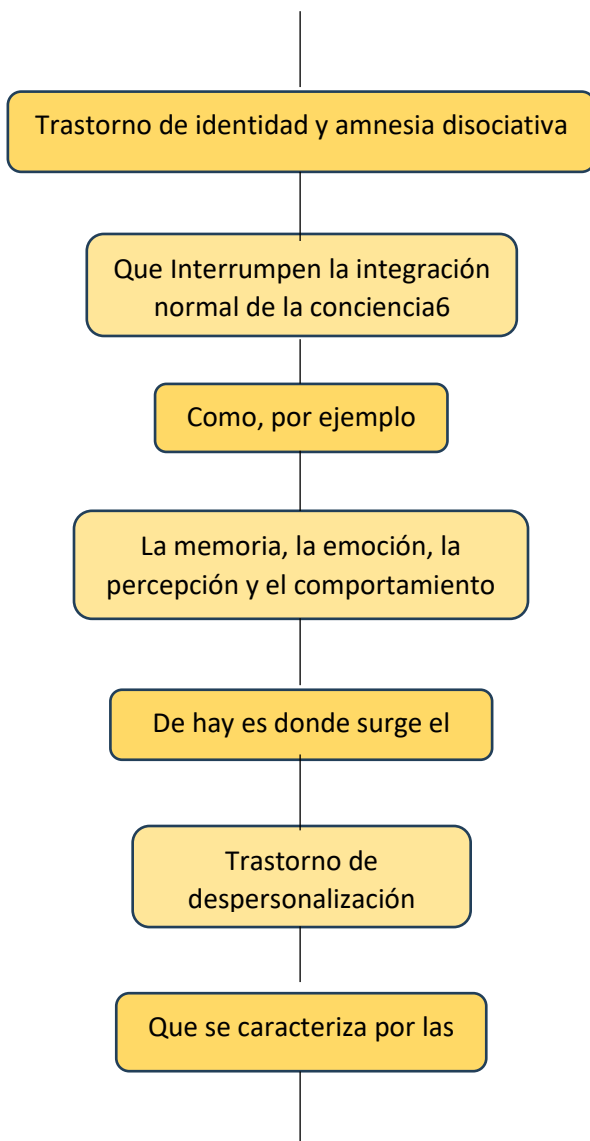 Trastorno de identidad y amnesia disociativa
Que Interrumpen la integración
normal de la conciencia6
Como, por ejemplo
La memoria, la emoción, la
percepción y el comportamiento
De hay es donde surge el
Trastorno de
despersonalización
Que se caracteriza por las